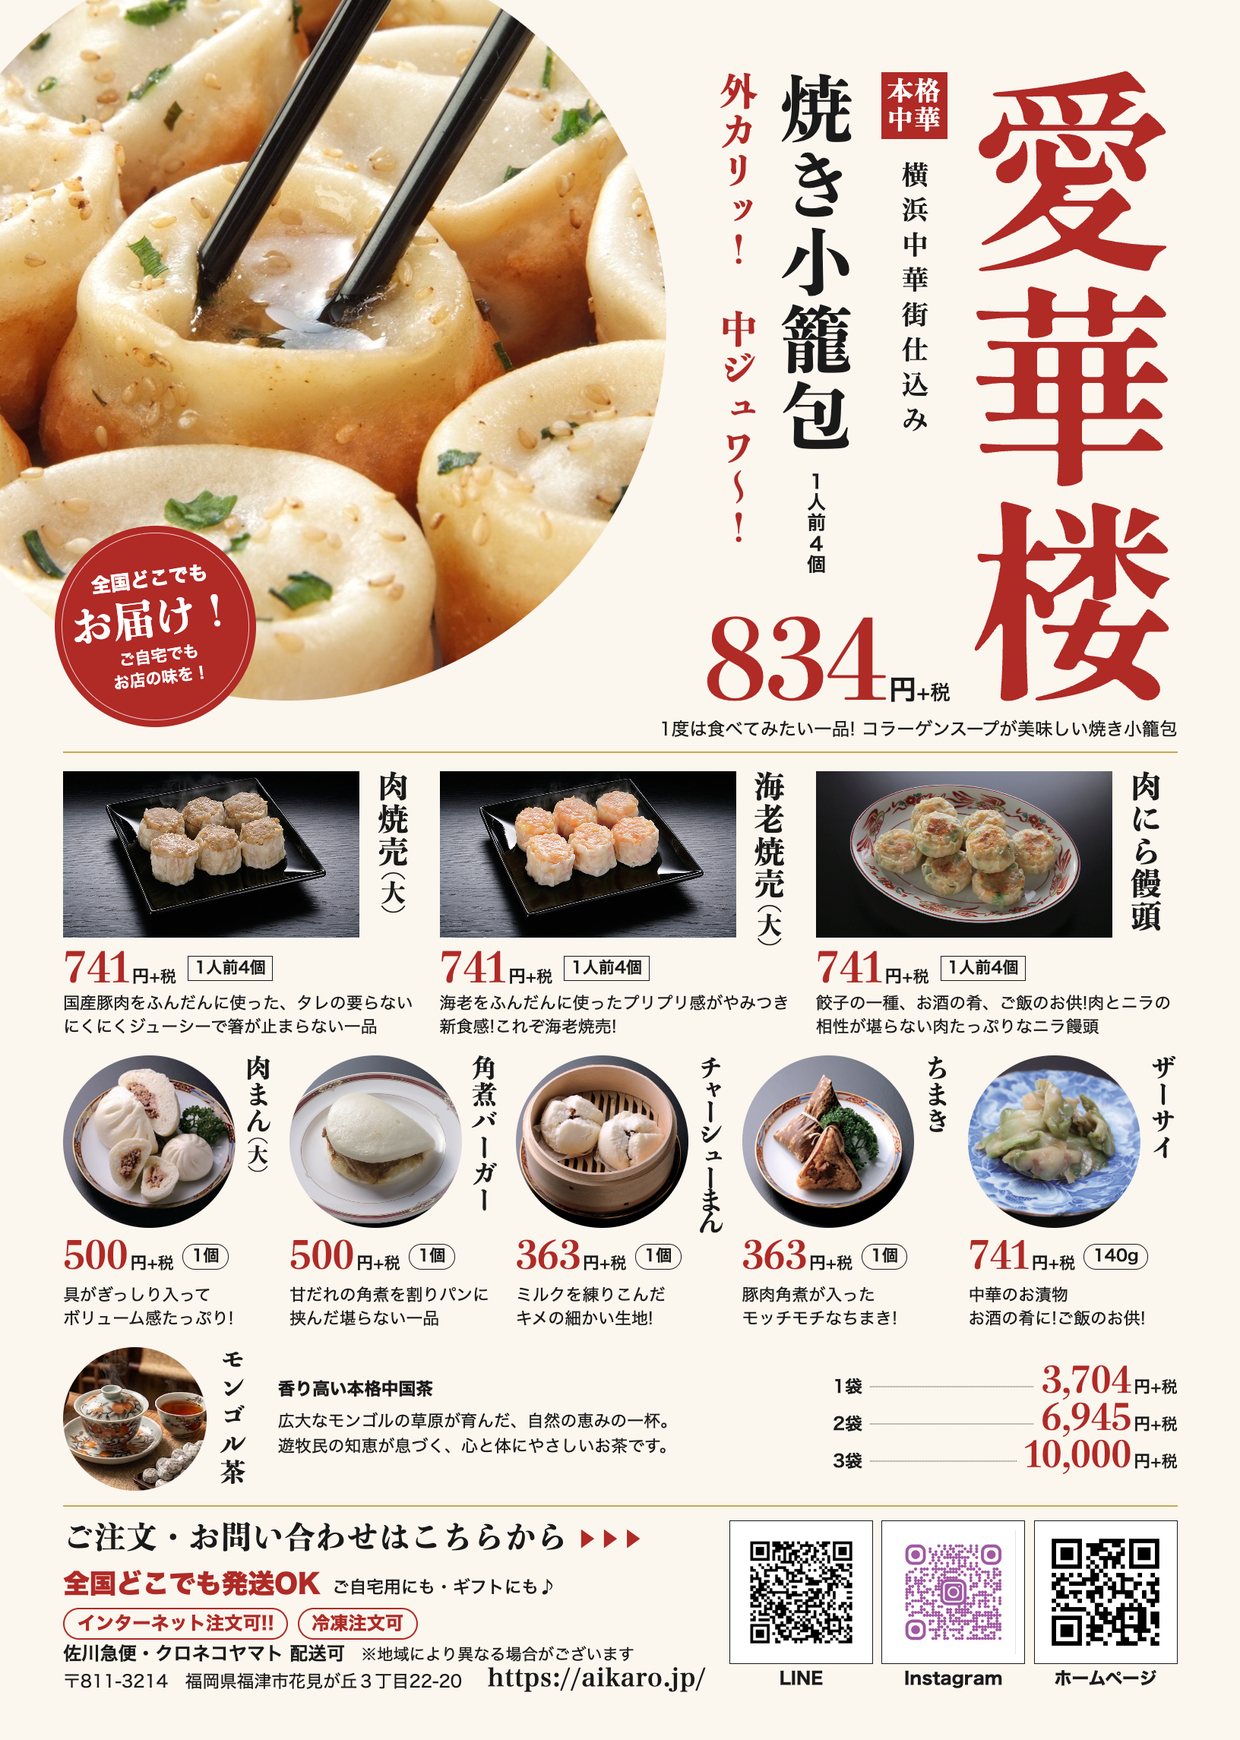 愛華楼
本格
中華
横浜中華街仕込み
焼き小籠包
1人前4個
外カリッ！ 中ジュワ〜！
834円+税
1度は食べてみたい一品! コラーゲンスープが美味しい焼き小籠包
全国どこでも
お届け！
ご自宅でも
お店の味を！
肉焼売(大)
741円+税 1人前4個
国産豚肉をふんだんに使った、タレの要らない
にくにくジューシーで箸が止まらない一品
海老焼売(大)
741円+税 1人前4個
海老をふんだんに使ったプリプリ感がやみつき
新食感!これぞ海老焼売!
肉にら饅頭
741円+税 1人前4個
餃子の一種、お酒の肴、ご飯のお供!肉とニラの
相性が堪らない肉たっぷりなニラ饅頭
肉まん(大)
500円+税 1個
具がぎっしり入って
ボリューム感たっぷり!
角煮バーガー
500円+税 1個
甘だれの角煮を割りパンに
挟んだ堪らない一品
チャーシューまん
363円+税 1個
ミルクを練りこんだ
キメの細かい生地!
ちまき
363円+税 1個
豚肉角煮が入った
モッチモチなちまき!
ザーサイ
741円+税 140g
中華のお漬物
お酒の肴に!ご飯のお供!
モンゴル茶
香り高い本格中国茶
広大なモンゴルの草原が育んだ、自然の恵みの一杯。
遊牧民の知恵が息づく、心と体にやさしいお茶です。
1袋 3,704円+税
2袋 6,945円+税
3袋 10,000円+税
ご注文・お問い合わせはこちらから ▶▶▶
全国どこでも発送OK ご自宅用にも・ギフトにも♪
インターネット注文可!! 冷凍注文可
佐川急便・クロネコヤマト 配送可 ※地域により異なる場合がございます
〒811-3214 福岡県福津市花見が丘３丁目22-20 https://aikaro.jp/
LINE
Instagram
ホームページ